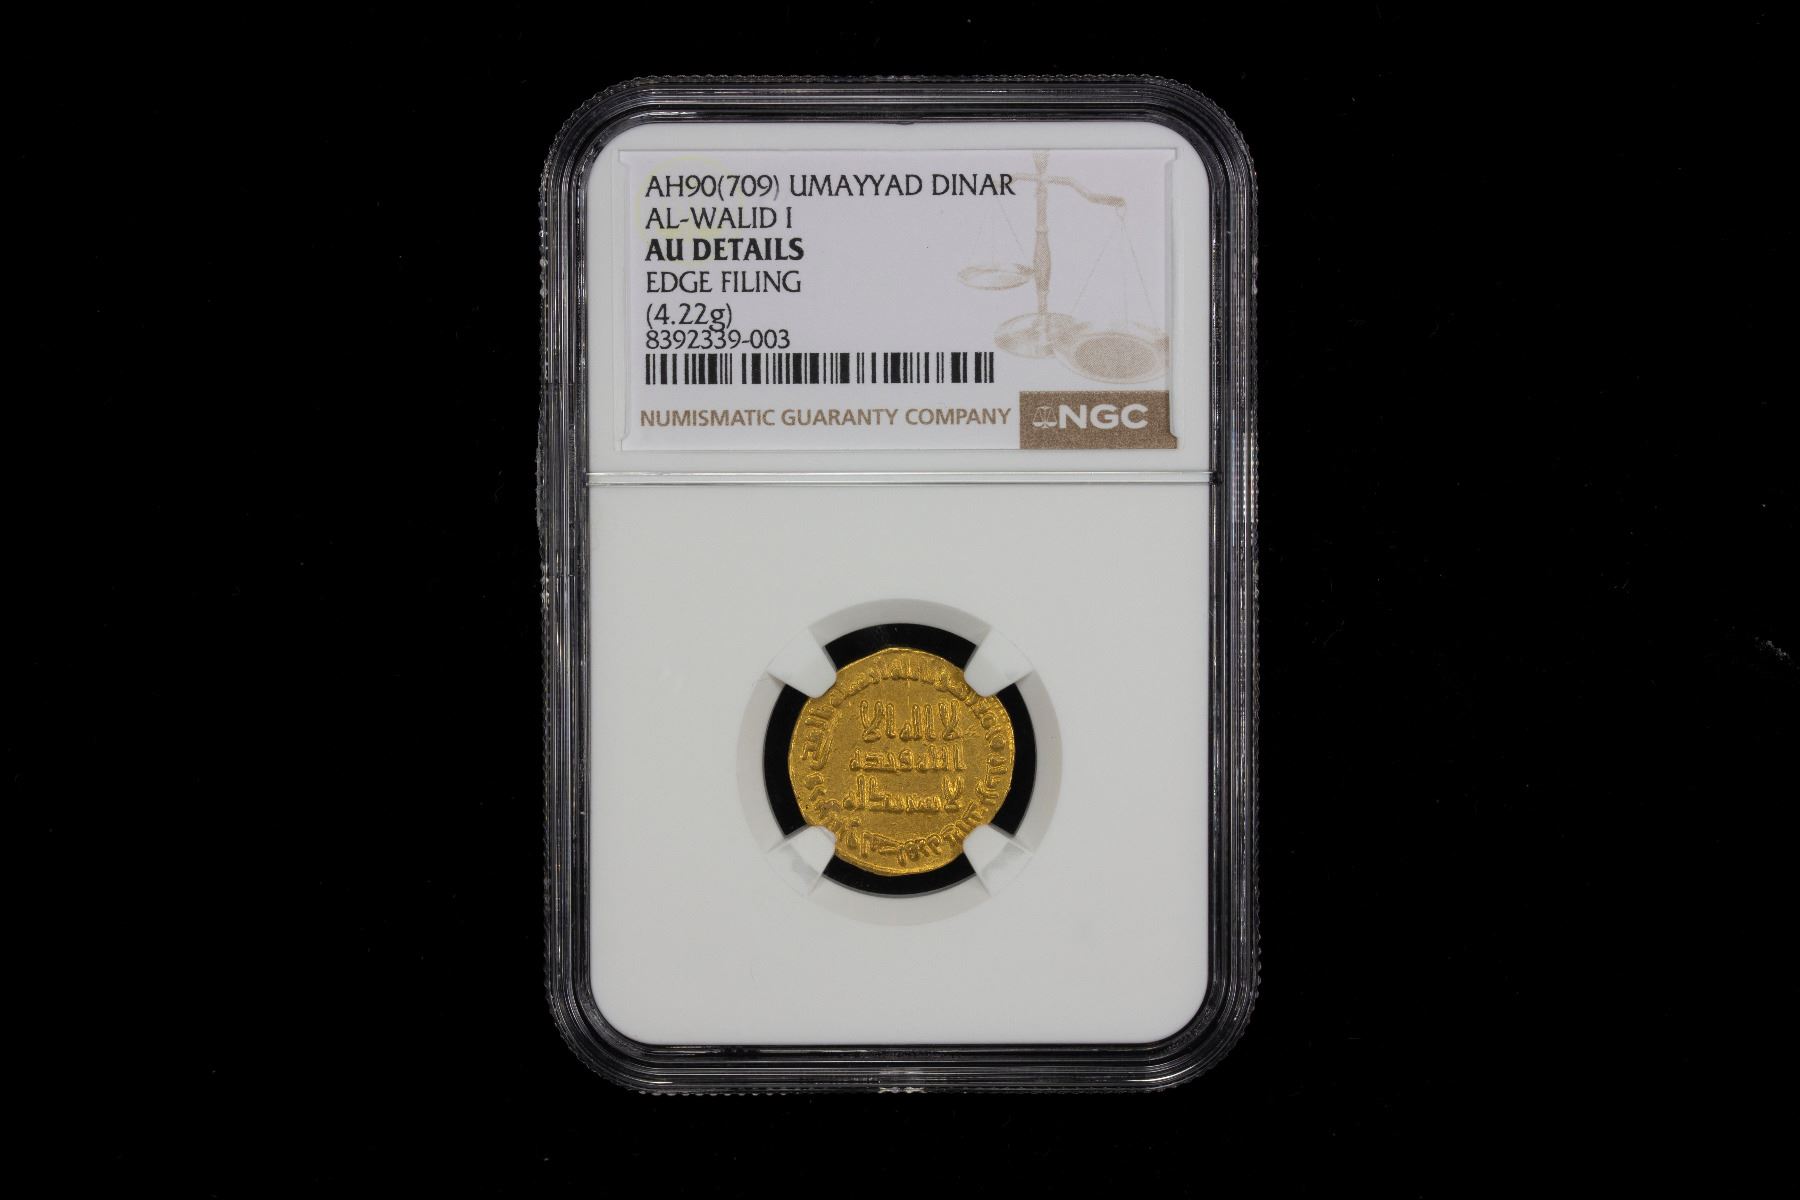 AH90(709) UMAYYAD DINAR
AL-WALID I
AU DETAILS
EDGE FILING
(4.22g)
8392339-003
NUMISMATIC GUARANTY COMPANY NGC
لا اله الا
الله وحده
لا شريك له